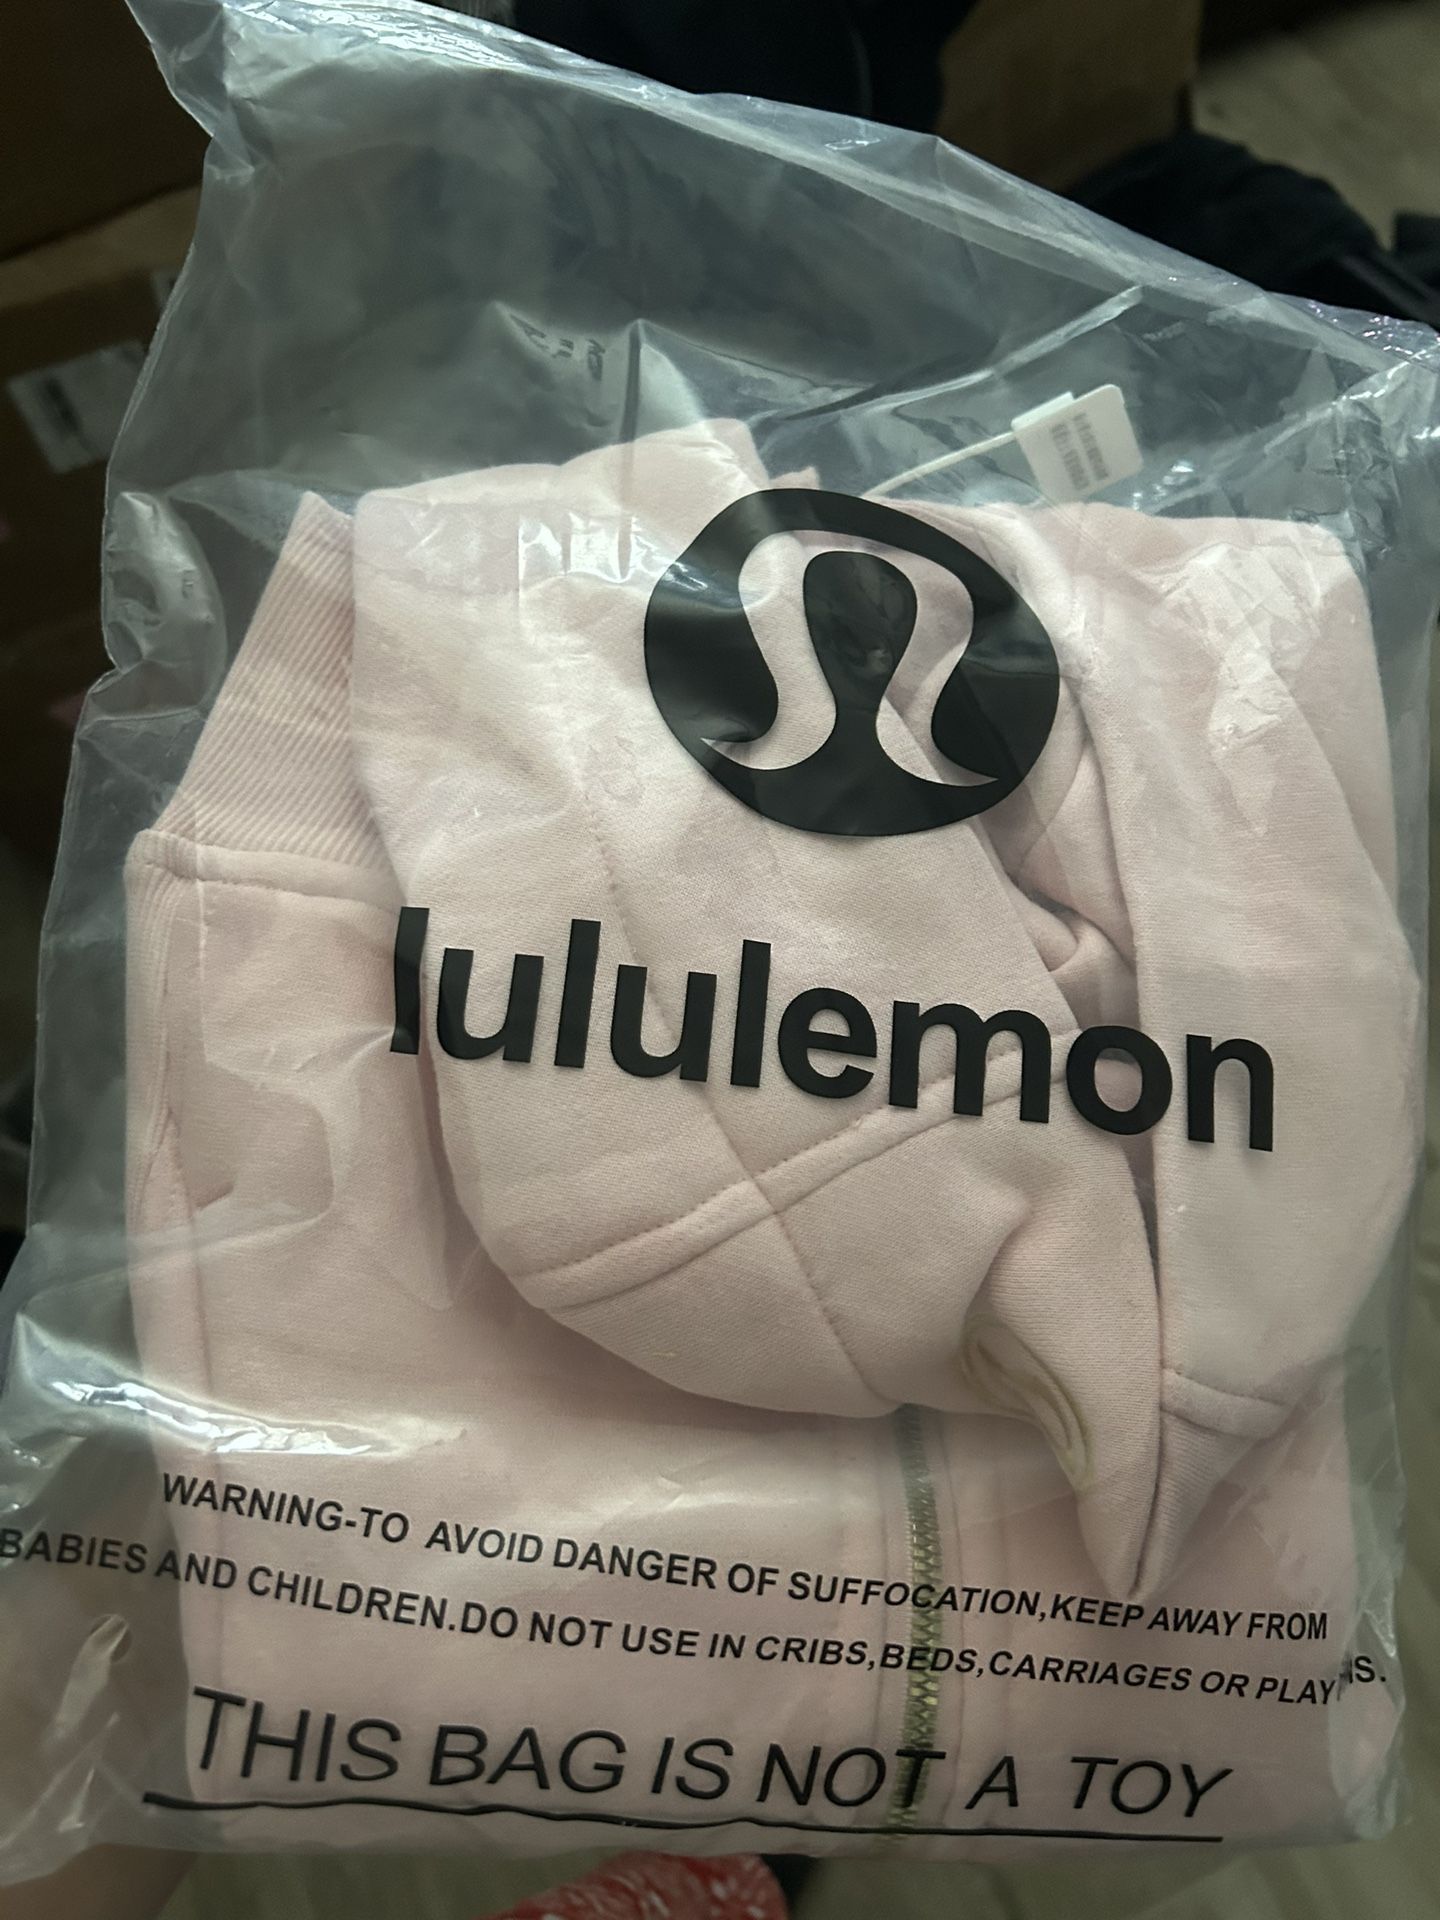 lululemon
WARNING-TO AVOID DANGER OF SUFFOCATION,KEEP AWAY FROM
BABIES AND CHILDREN.DO NOT USE IN CRIBS,BEDS,CARRIAGES OR PLAY NS.
THIS BAG IS NOT A TOY